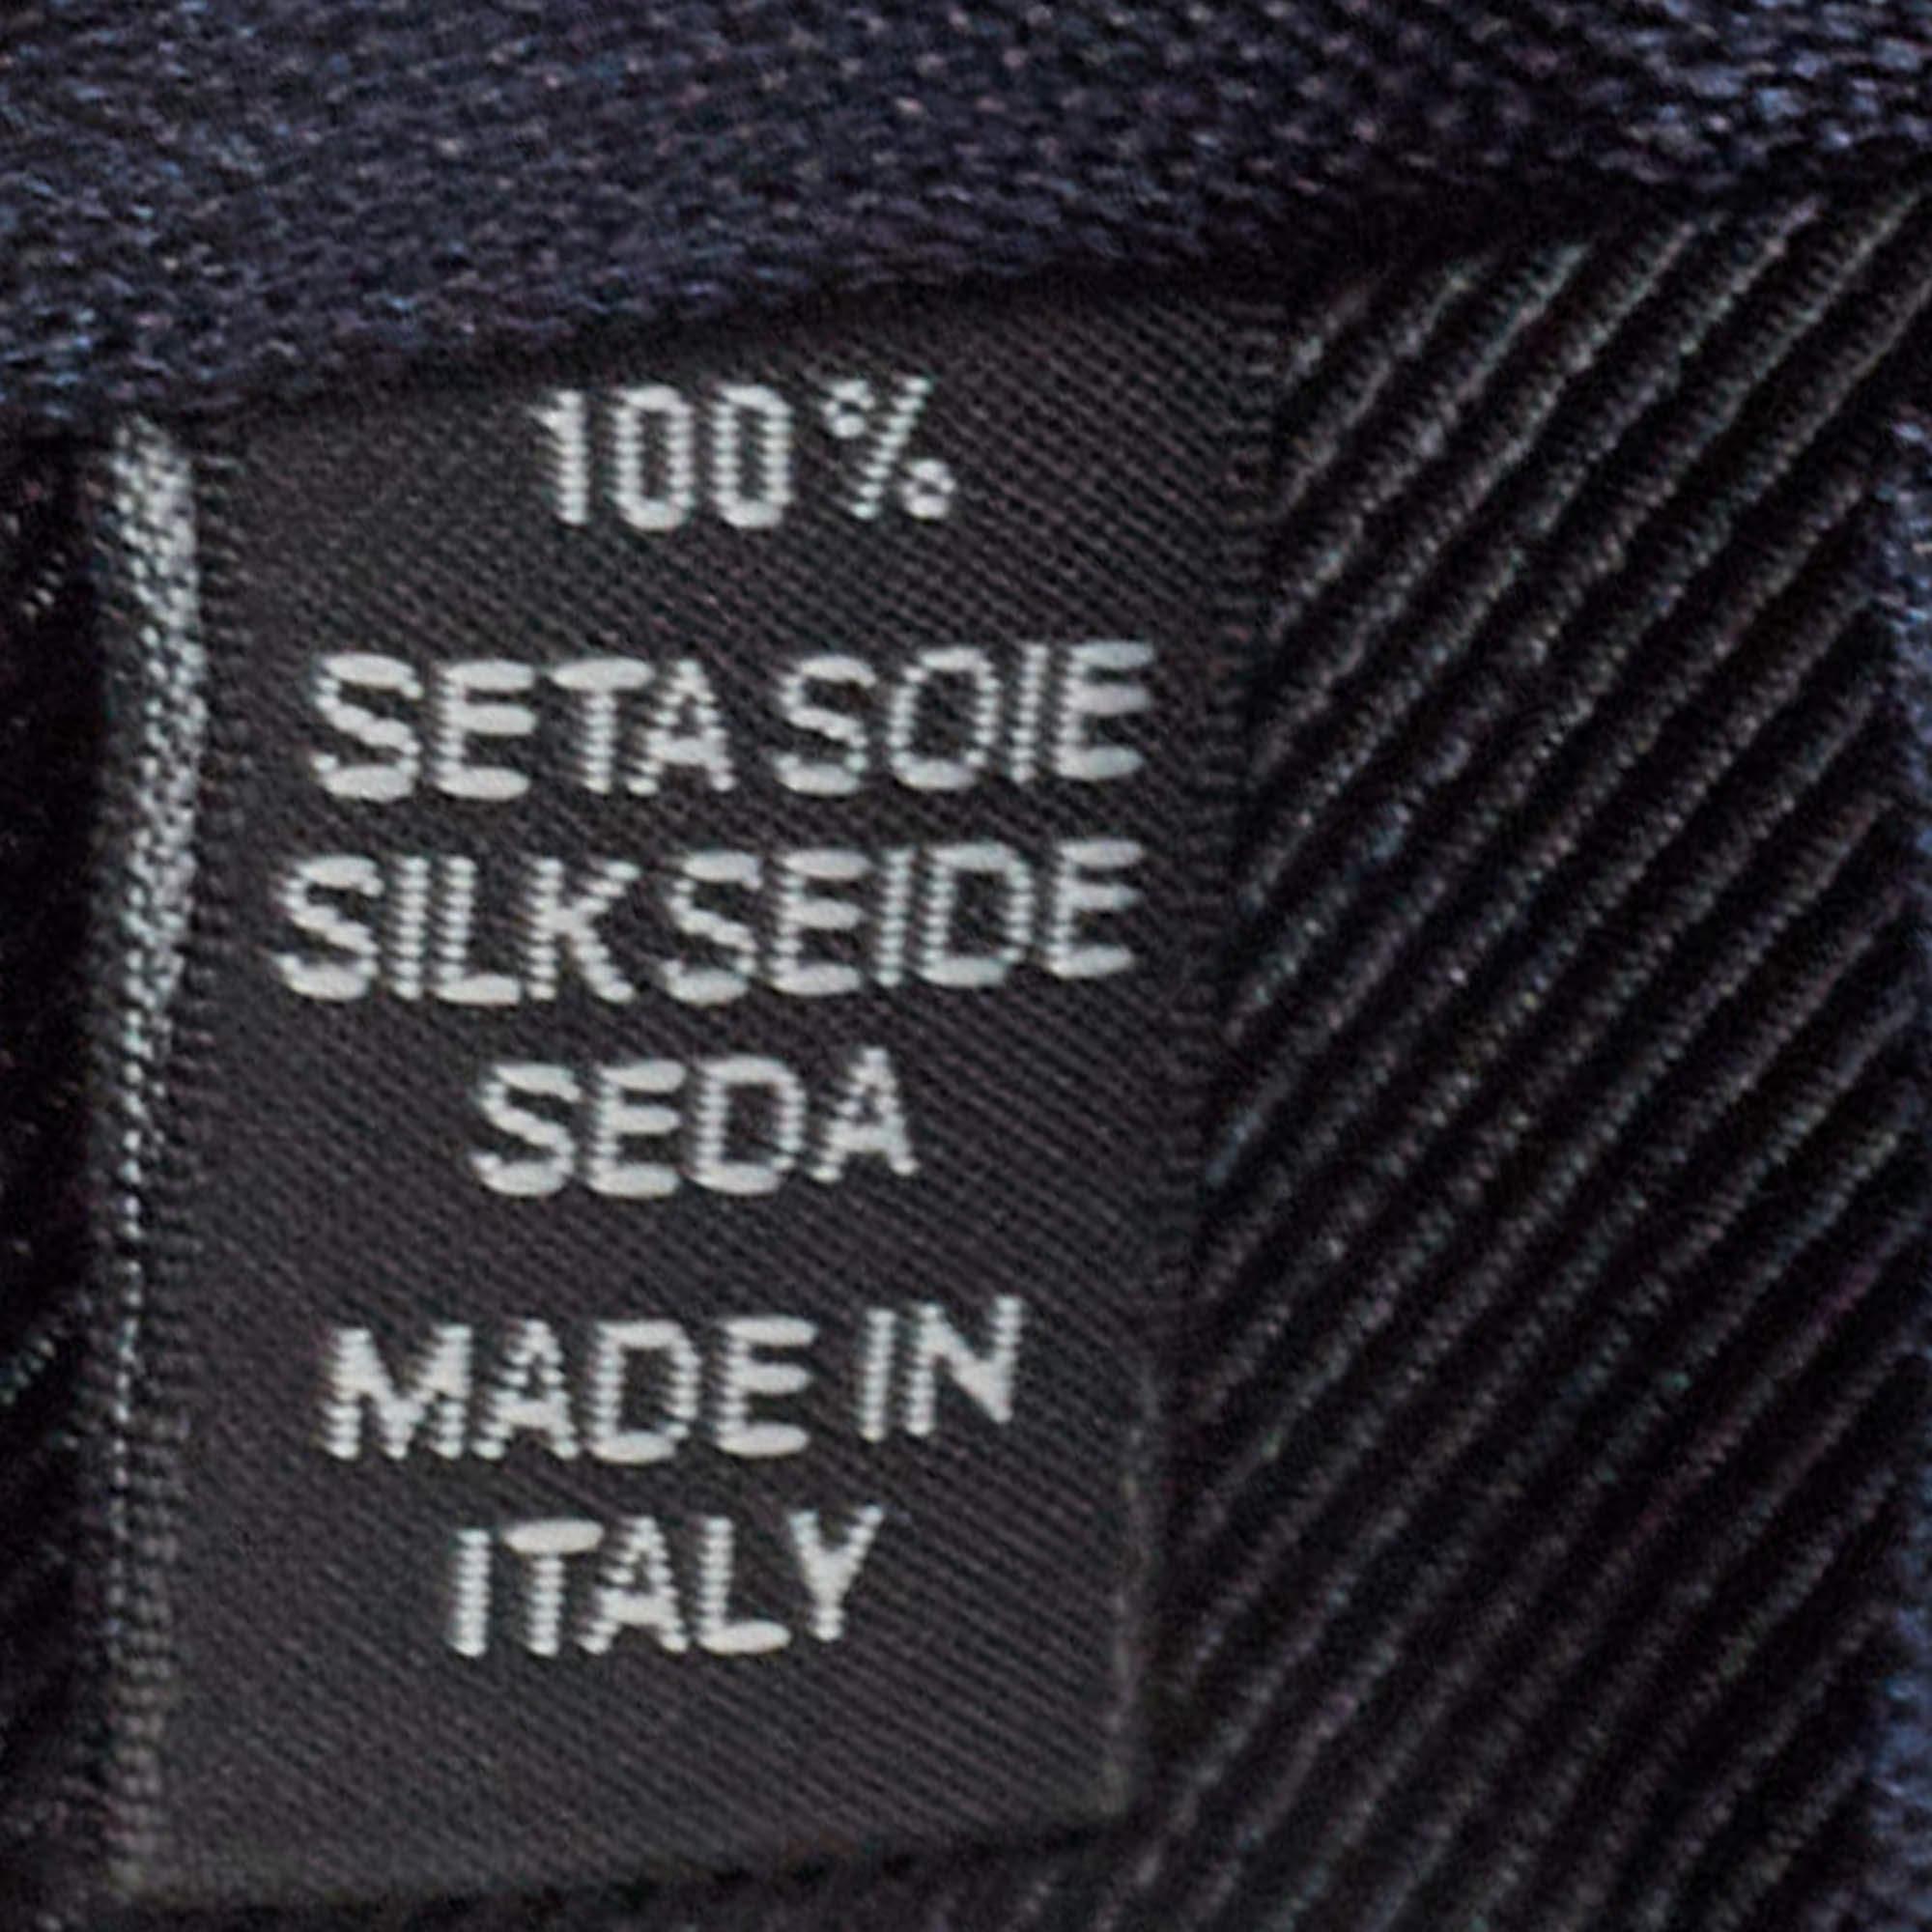 100%
SETA SOIE
SILK SEIDE
SEDA
MADE IN
ITALY